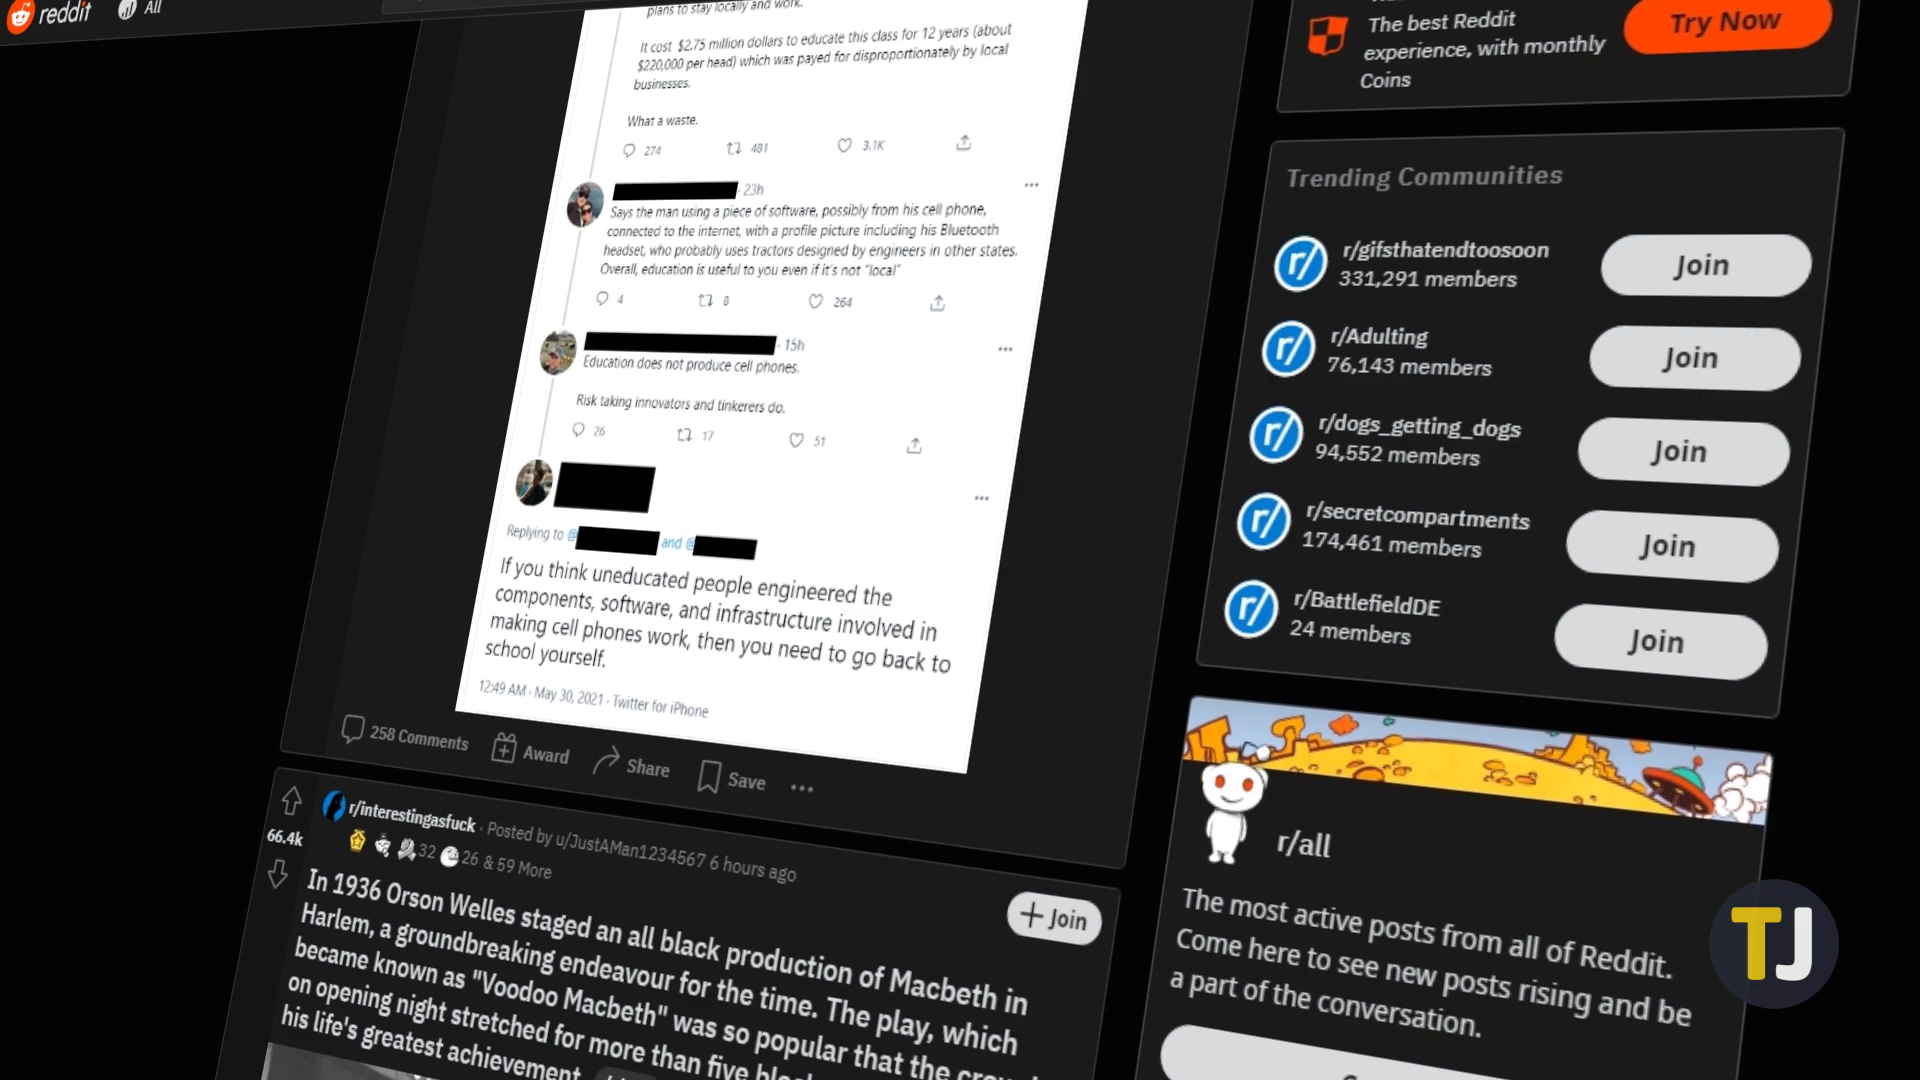 reddit
All
plans to stay locally and work.
It cost $2.75 million dollars to educate this class for 12 years (about
$220,000 per head) which was payed for disproportionately by local
businesses.
What a waste.
274 481 3.1K
· 23h
Says the man using a piece of software, possibly from his cell phone,
connected to the internet, with a profile picture including his Bluetooth
headset, who probably uses tractors designed by engineers in other states.
Overall, education is useful to you even if it's not "local"
4 8 264
· 15h
Education does not produce cell phones.
Risk taking innovators and tinkerers do.
26 17 51
Replying to @ and @
If you think uneducated people engineered the
components, software, and infrastructure involved in
making cell phones work, then you need to go back to
school yourself.
12:49 AM · May 30, 2021 · Twitter for iPhone
258 Comments Award Share Save
66.4k
r/interestingasfuck · Posted by u/JustAMan1234567 6 hours ago
32 26 & 59 More
+ Join
In 1936 Orson Welles staged an all black production of Macbeth in
Harlem, a groundbreaking endeavour for the time. The play, which
became known as "Voodoo Macbeth" was so popular that the
on opening night stretched for more than five
his life's greatest achievement.
The best Reddit
experience, with monthly
Coins
Try Now
Trending Communities
r/gifsthatendtoosoon
331,291 members
Join
r/Adulting
76,143 members
Join
r/dogs_getting_dogs
94,552 members
Join
r/secretcompartments
174,461 members
Join
r/BattlefieldDE
24 members
Join
r/all
The most active posts from all of Reddit.
Come here to see new posts rising and be
a part of the conversation.
TJ